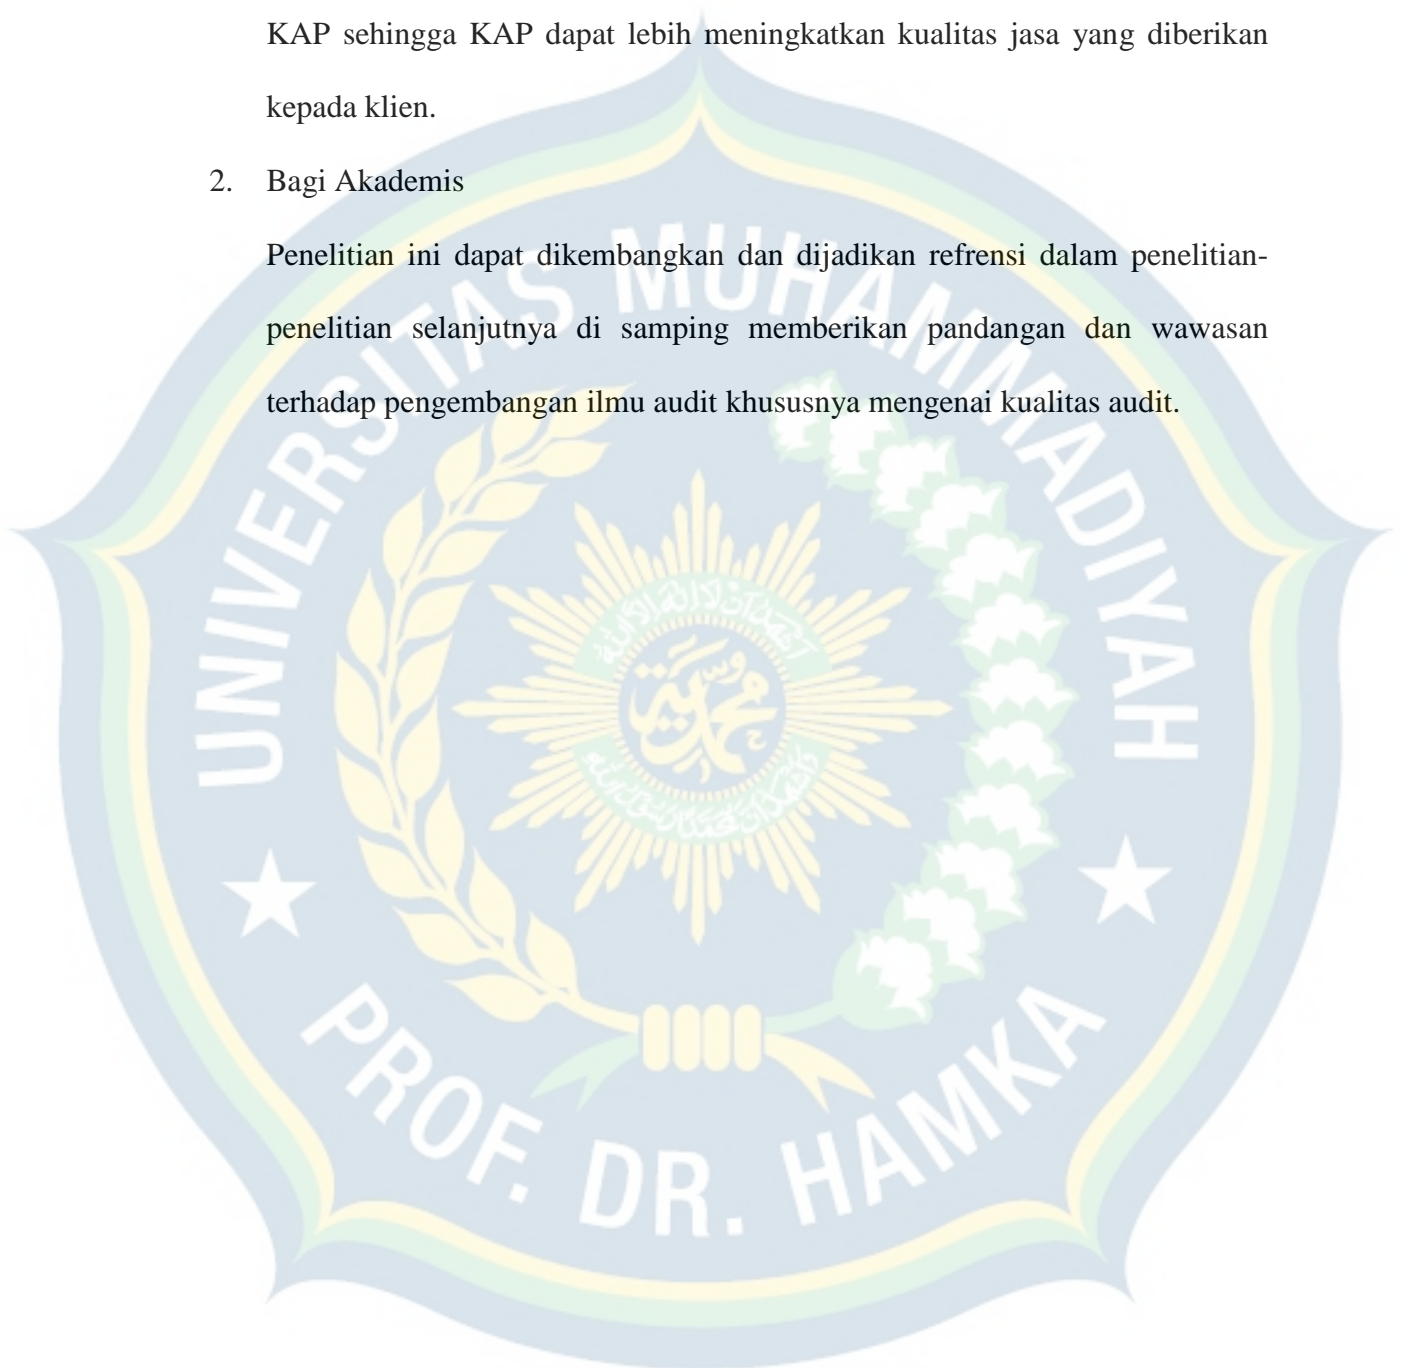 KAP sehingga KAP dapat lebih meningkatkan kualitas jasa yang diberikan
kepada klien.
2. Bagi Akademis
Penelitian ini dapat dikembangkan dan dijadikan refrensi dalam penelitian-
penelitian selanjutnya di samping memberikan pandangan dan wawasan
terhadap pengembangan ilmu audit khususnya mengenai kualitas audit.
UNIVERSITAS MUHAMMADIYAH
محمدية
PROF. DR. HAMKA